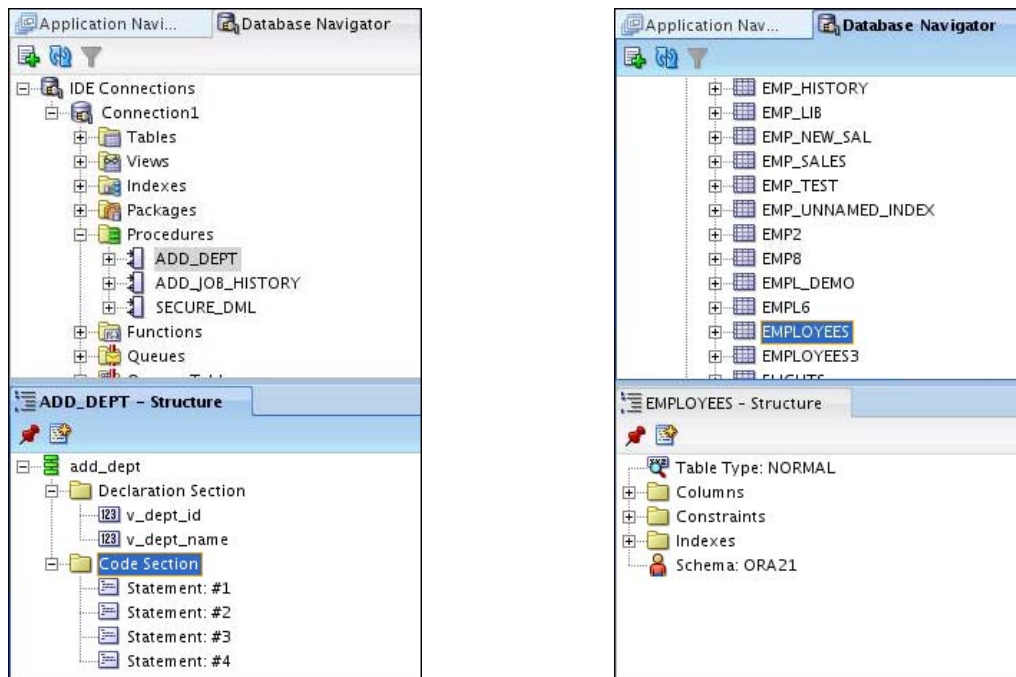 Application Navi...
Database Navigator
IDE Connections
Connection1
Tables
Views
Indexes
Packages
Procedures
ADD_DEPT
ADD_JOB_HISTORY
SECURE_DML
Functions
Queues
ADD_DEPT - Structure
add_dept
Declaration Section
v_dept_id
v_dept_name
Code Section
Statement: #1
Statement: #2
Statement: #3
Statement: #4
Application Nav...
Database Navigator
EMP_HISTORY
EMP_LIB
EMP_NEW_SAL
EMP_SALES
EMP_TEST
EMP_UNNAMED_INDEX
EMP2
EMP8
EMPL_DEMO
EMPL6
EMPLOYEES
EMPLOYEES3
EMPLOYEES - Structure
Table Type: NORMAL
Columns
Constraints
Indexes
Schema: ORA21